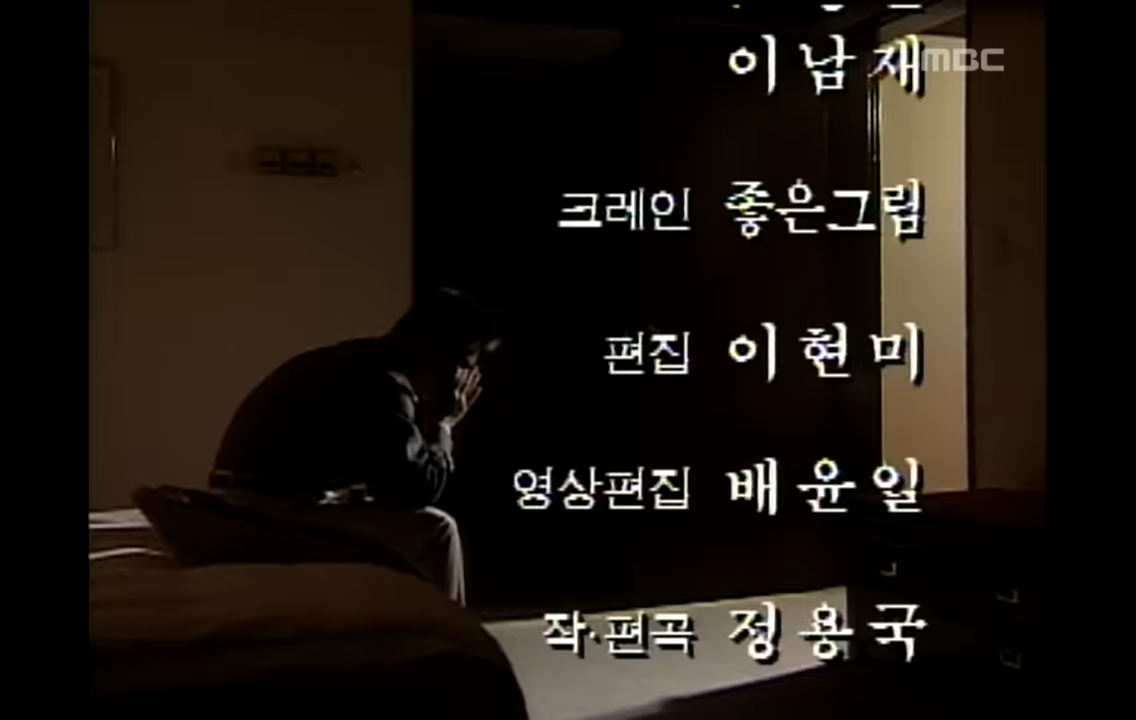 이남재
MBC
크레인 좋은그림
편집 이현미
영상편집 배윤일
작·편곡 정용국